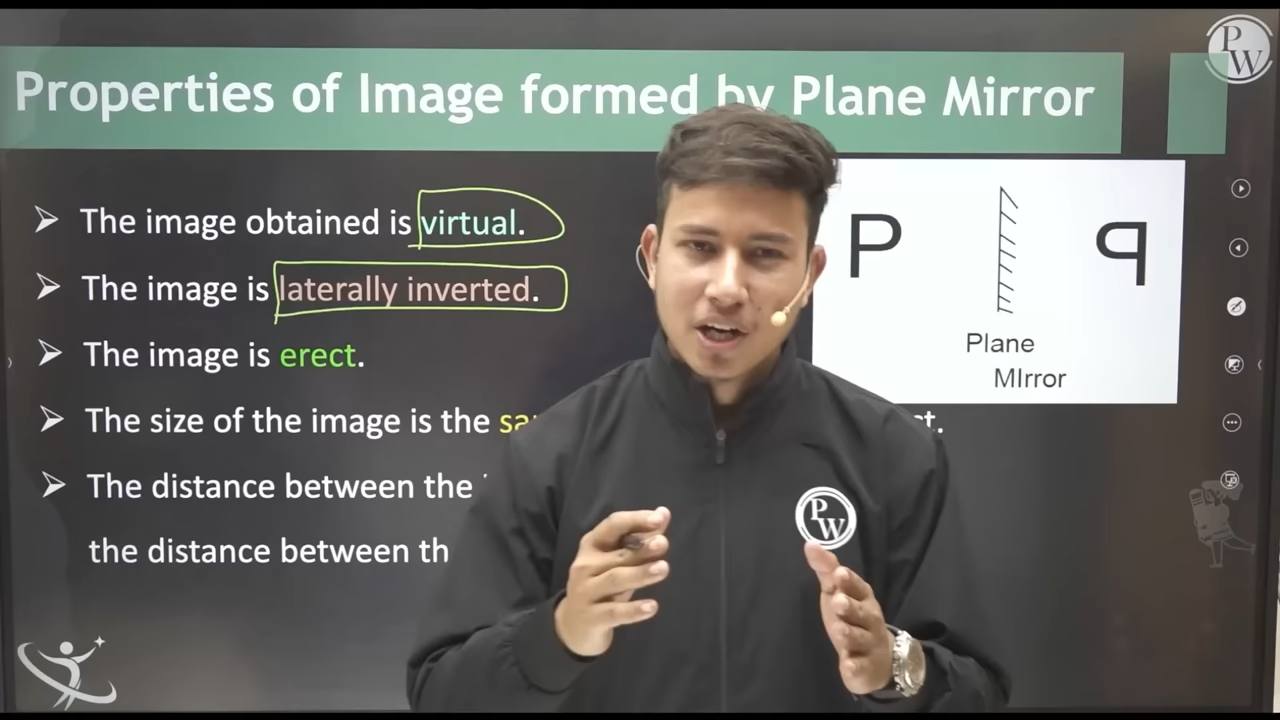 Properties of Image formed by Plane Mirror
PW
➢ The image obtained is virtual.
➢ The image is laterally inverted.
➢ The image is erect.
➢ The size of the image is the
➢ The distance between the
the distance between
P
P
Plane
MIrror
PW